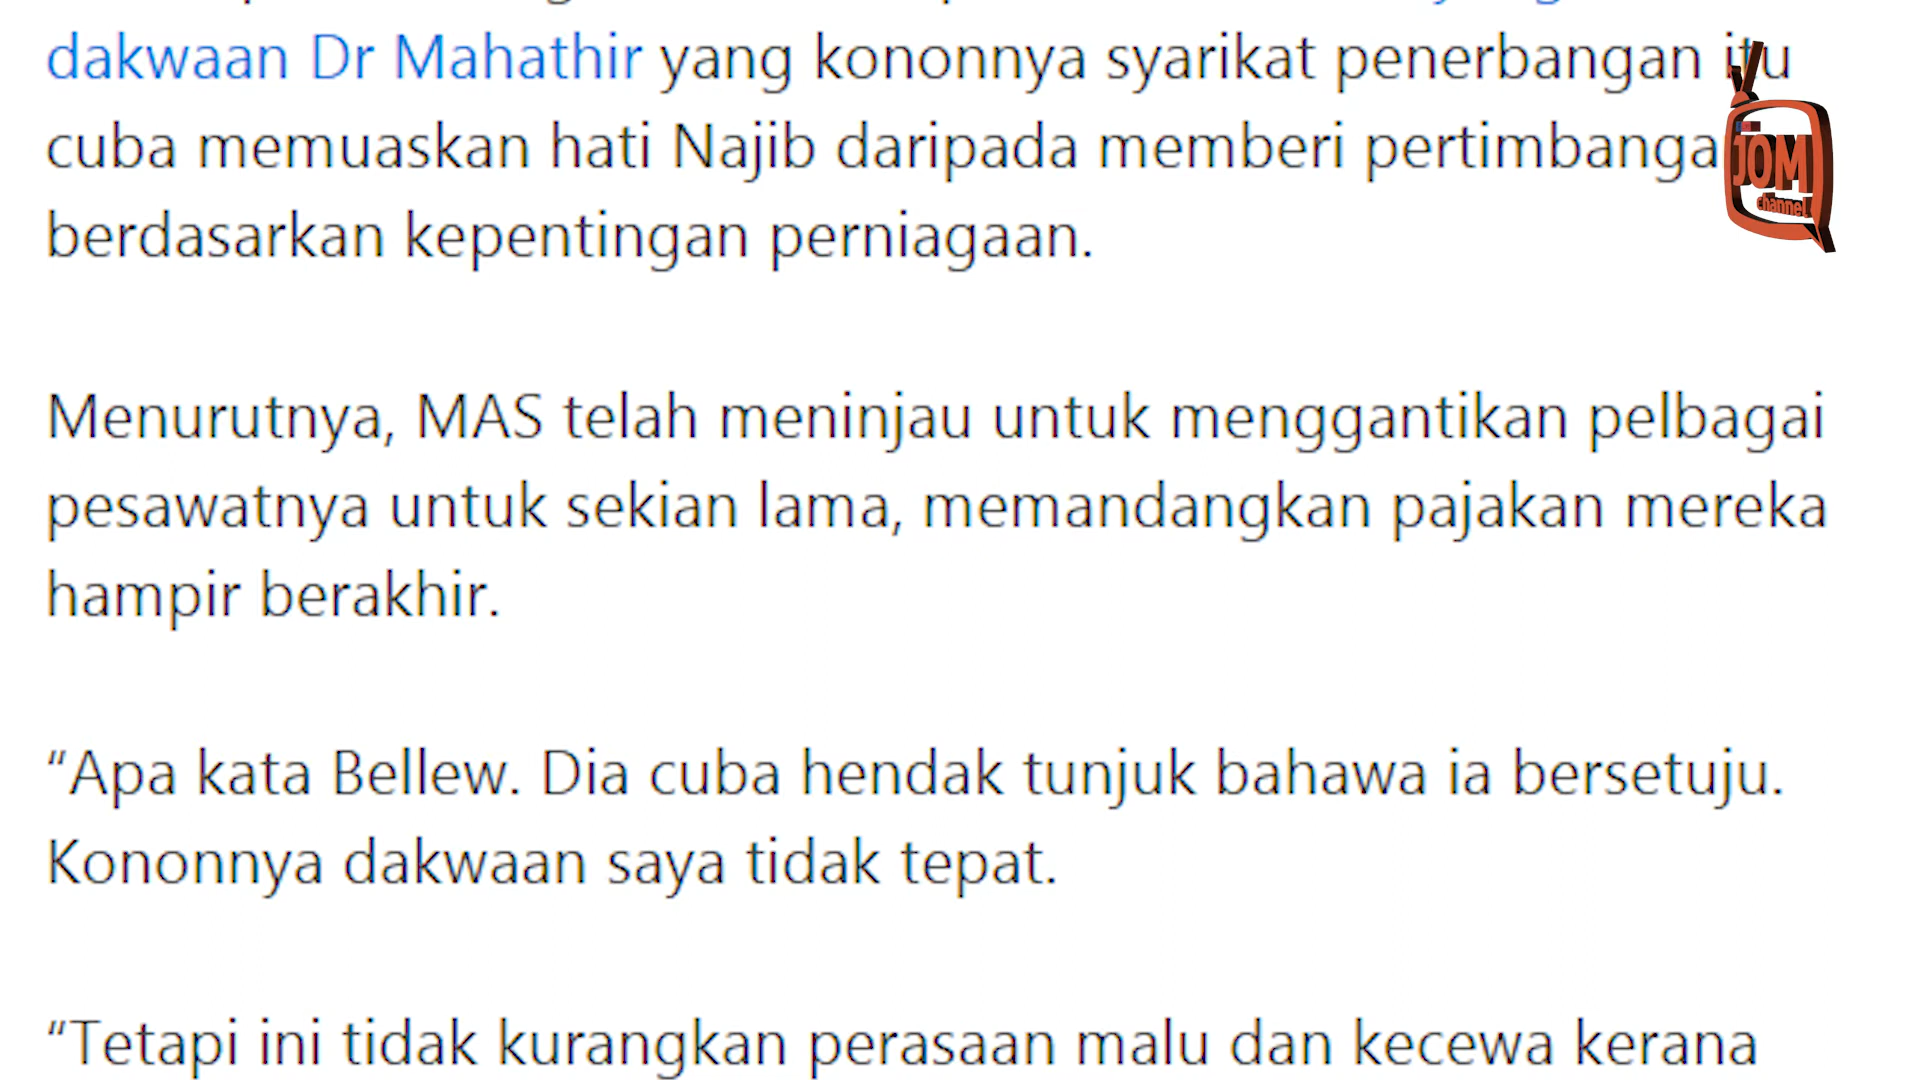 dakwaan Dr Mahathir yang kononnya syarikat penerbangan itu
cuba memuaskan hati Najib daripada memberi
berdasarkan kepentingan perniagaan.
Menurutnya, MAS telah meninjau untuk menggantikan pelbagai
pesawatnya untuk sekian lama, memandangkan pajakan mereka
hampir berakhir.
“Apa kata Bellew. Dia cuba hendak tunjuk bahawa ia bersetuju.
Kononnya dakwaan saya tidak tepat.
“Tetapi ini tidak kurangkan perasaan malu dan kecewa kerana
JOM
channel